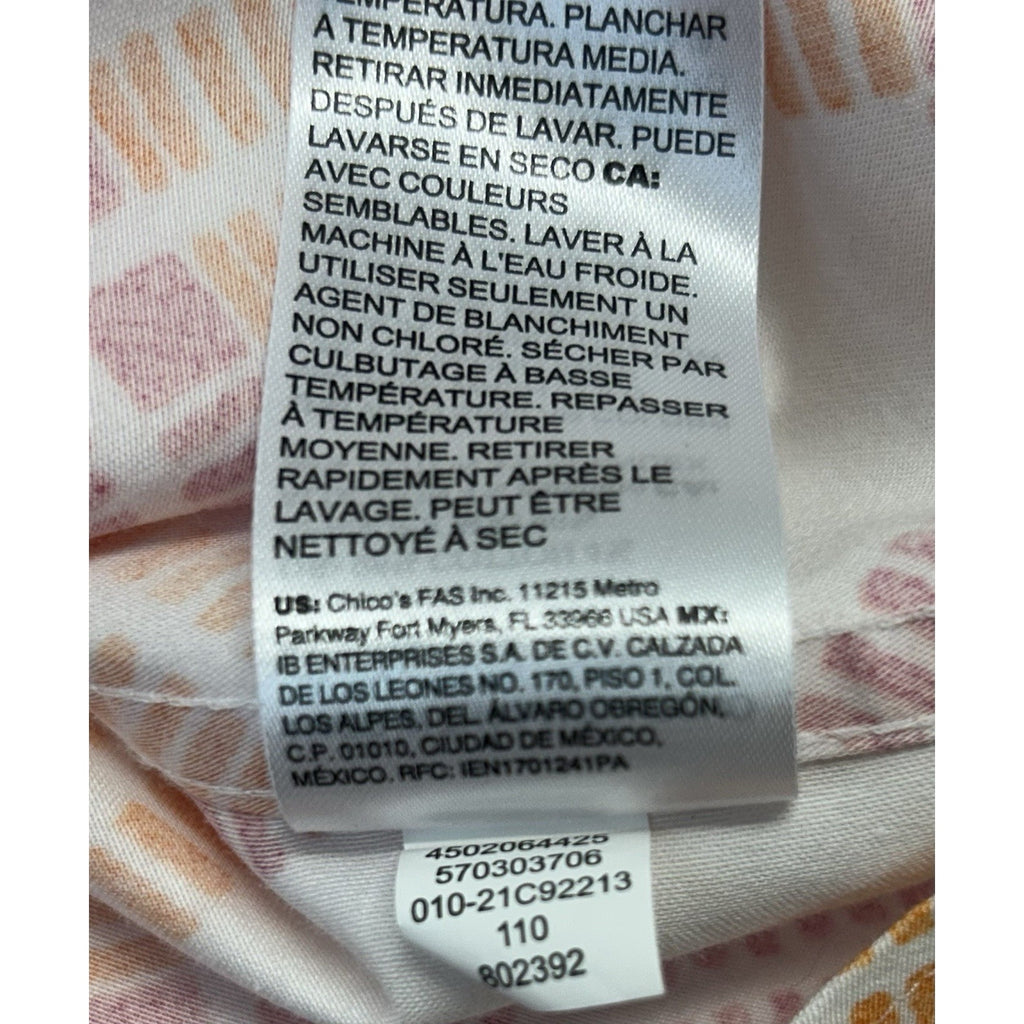 TEMPERATURA. PLANCHAR
A TEMPERATURA MEDIA.
RETIRAR INMEDIATAMENTE
DESPUÉS DE LAVAR. PUEDE
LAVARSE EN SECO CA:
AVEC COULEURS
SEMBLABLES. LAVER À LA
MACHINE À L'EAU FROIDE.
UTILISER SEULEMENT UN
AGENT DE BLANCHIMENT
NON CHLORÉ. SÉCHER PAR
CULBUTAGE À BASSE
TEMPÉRATURE. REPASSER
À TEMPÉRATURE
MOYENNE. RETIRER
RAPIDEMENT APRÈS LE
LAVAGE. PEUT ÊTRE
NETTOYÉ À SEC
US: Chico's FAS Inc. 11215 Metro
Parkway Fort Myers, FL 33966 USA MX:
IB ENTERPRISES S.A. DE C.V. CALZADA
DE LOS LEONES NO. 170, PISO 1, COL.
LOS ALPES, DEL. ÁLVARO OBREGÓN,
C.P. 01010, CIUDAD DE MÉXICO,
MÉXICO. RFC: IEN1701241PA
4502064425
570303706
010-21C92213
110
802392